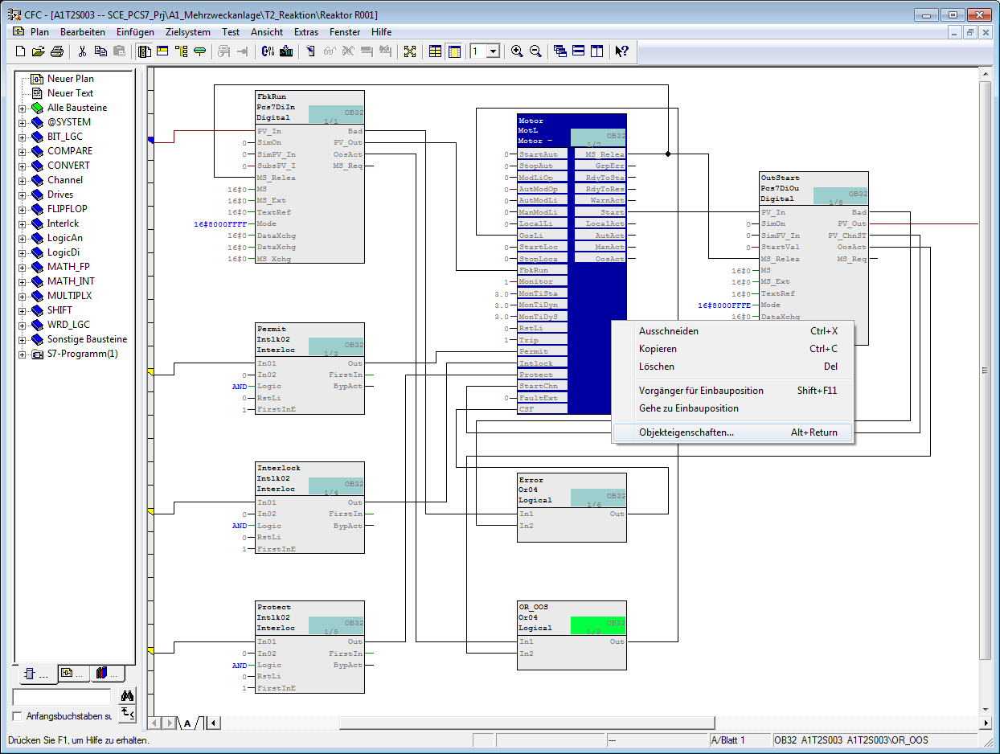 CFC - [A1T2S003 -- SCE_PCS7_Prj\A1_Mehrzweckanlage\T2_Reaktion\Reaktor R001]
Plan Bearbeiten Einfügen Zielsystem Test Ansicht Extras Fenster Hilfe
1
Neuer Plan
Neuer Text
Alle Bausteine
@SYSTEM
BIT_LGC
COMPARE
CONVERT
Channel
Drives
FLIPFLOP
Interlck
LogicAn
LogicDi
MATH_FP
MATH_INT
MULTIPLX
SHIFT
WRD_LGC
Sonstige Bausteine
S7-Programm(1)
... ... ...
Anfangsbuchstaben su
FbkRun
Pcs7DiIn
Digital
OB32
1/1
PV_In Bad
0 SimOn PV_Out
0 SimPV_In OosAct
0 SubsPV_I MS_Req
MS_Relea
16#0 MS
16#0 MS_Ext
16#0 TextRef
16#8000FFFF Mode
16#0 DataXchg
16#0 DataXchg
16#0 MS_Xchg
Permit
Intlk02
Interloc
OB32
1/3
In01 Out
0 In02 FirstIn
AND Logic BypAct
0 RstLi
1 FirstInE
Interlock
Intlk02
Interloc
OB32
1/4
In01 Out
0 In02 FirstIn
AND Logic BypAct
0 RstLi
1 FirstInE
Protect
Intlk02
Interloc
OB32
1/5
In01 Out
0 In02 FirstIn
AND Logic BypAct
0 RstLi
1 FirstInE
Motor
MotL
Motor -
OB32
1/7
0 StartAut MS_Relea
0 StopAut GrpErr
0 ModLiOp RdyToSta
0 AutModOp RdyToRes
0 AutModLi WarnAct
0 ManModLi Start
0 LocalLi LocalAct
OosLi AutAct
0 StartLoc ManAct
0 StopLoca OosAct
FbkRun
1 Monitor
3.0 MonTiSta
3.0 MonTiDyn
3.0 MonTiDyS
0 RstLi
1 Trip
Permit
Intlock
Protect
StartChn
0 FaultExt
CSF
Error
Or04
Logical
OB32
1/6
In1 Out
In2
OR_OOS
Or04
Logical
OB32
1/2
In1 Out
In2
OutStart
Pcs7DiOu
Digital
OB32
1/8
PV_In Bad
0 SimOn PV_Out
0 SimPV_In PV_ChnST
0 StartVal OosAct
MS_Relea MS_Req
16#0 MS
16#0 MS_Ext
16#0 TextRef
16#8000FFFE Mode
16#0 DataXchg
Ausschneiden Ctrl+X
Kopieren Ctrl+C
Löschen Del
Vorgänger für Einbauposition Shift+F11
Gehe zu Einbauposition
Objekteigenschaften... Alt+Return
A
Drücken Sie F1, um Hilfe zu erhalten.
---
A/Blatt 1
OB32 A1T2S003 A1T2S003\OR_OOS